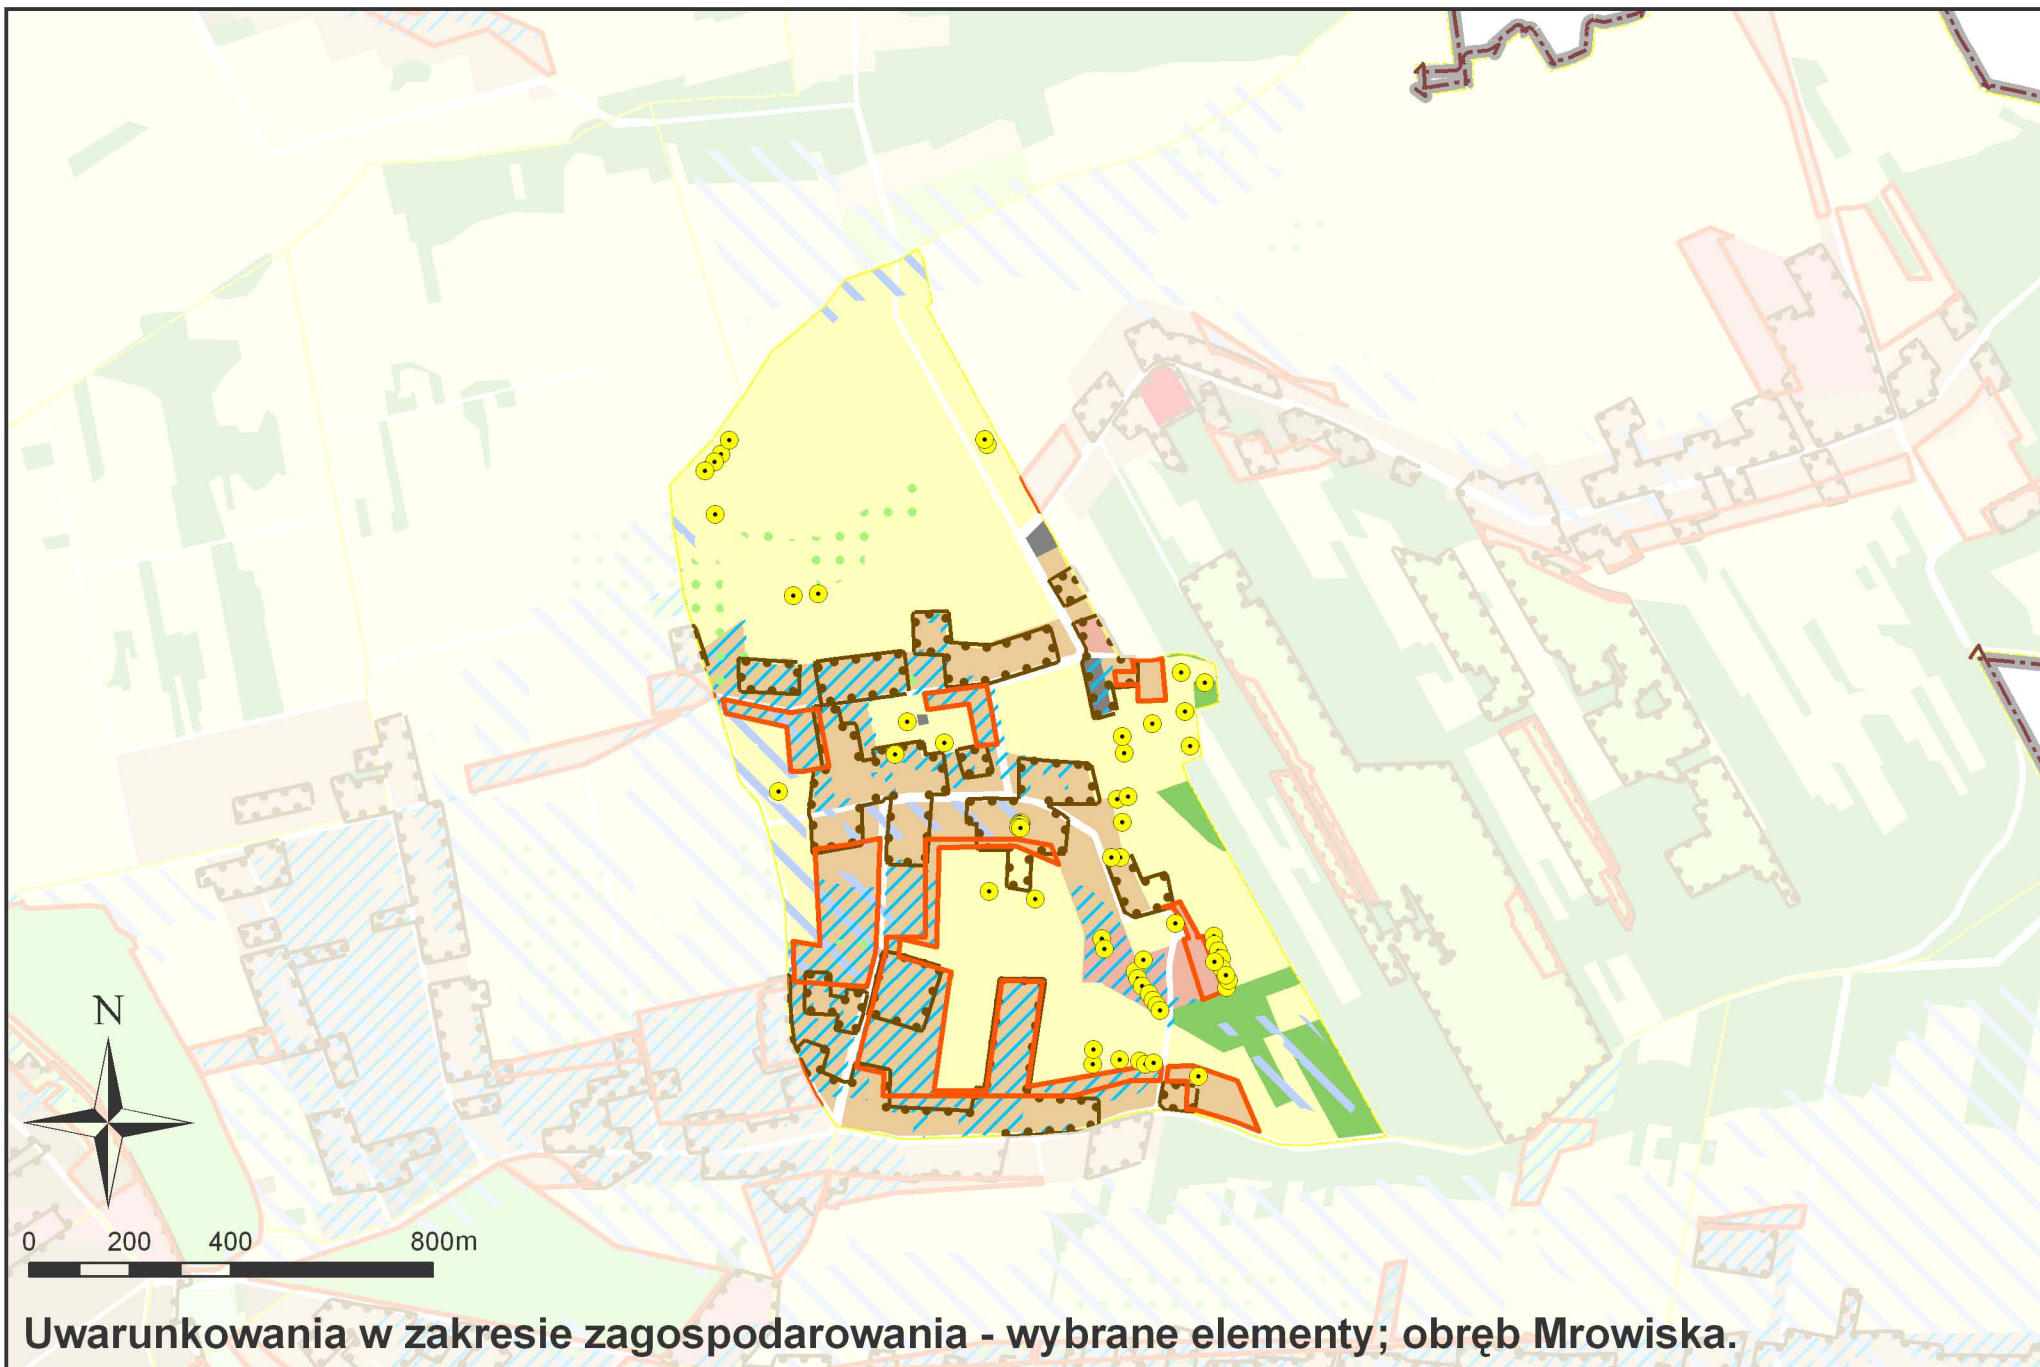 N
0 200 400 800m
Uwarunkowania w zakresie zagospodarowania - wybrane elementy; obręb Mrowiska.